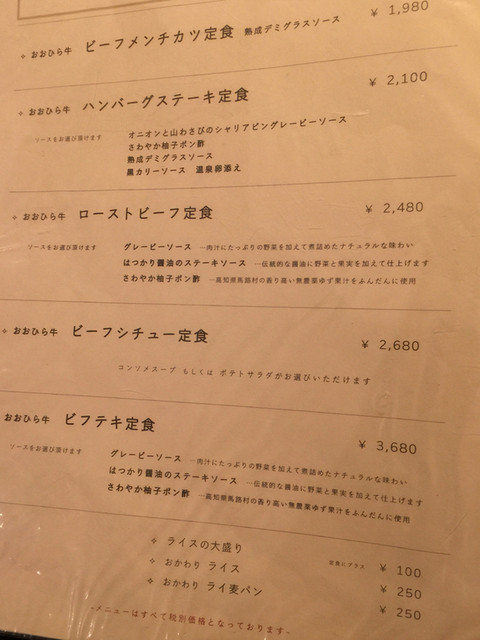 ✧ おおひら牛 ビーフメンチカツ定食 熟成デミグラスソース ¥ 1,980
✧ おおひら牛 ハンバーグステーキ定食 ¥ 2,100
ソースをお選び頂けます オニオンと山わさびのシャリアピングレービーソース
さわやか柚子ポン酢
熟成デミグラスソース
黒カリーソース 温泉卵添え
✧ おおひら牛 ローストビーフ定食 ¥ 2,480
ソースをお選び頂けます グレービーソース …肉汁にたっぷりの野菜を加えて煮詰めたナチュラルな味わい
はつかり醤油のステーキソース …伝統的な醤油に野菜と果実を加えて仕上げます
さわやか柚子ポン酢 …高知県馬路村の香り高い無農薬ゆず果汁をふんだんに使用
✧ おおひら牛 ビーフシチュー定食 ¥ 2,680
コンソメスープ もしくは ポテトサラダがお選びいただけます
おおひら牛 ビフテキ定食 ¥ 3,680
ソースをお選び頂けます グレービーソース …肉汁にたっぷりの野菜を加えて煮詰めたナチュラルな味わい
はつかり醤油のステーキソース …伝統的な醤油に野菜と果実を加えて仕上げます
さわやか柚子ポン酢 …高知県馬路村の香り高い無農薬ゆず果汁をふんだんに使用
✧ ライスの大盛り 定食にプラス ¥ 100
✧ おかわり ライス ¥ 250
✧ おかわり ライ麦パン ¥ 250
-メニューはすべて税別価格となっております-